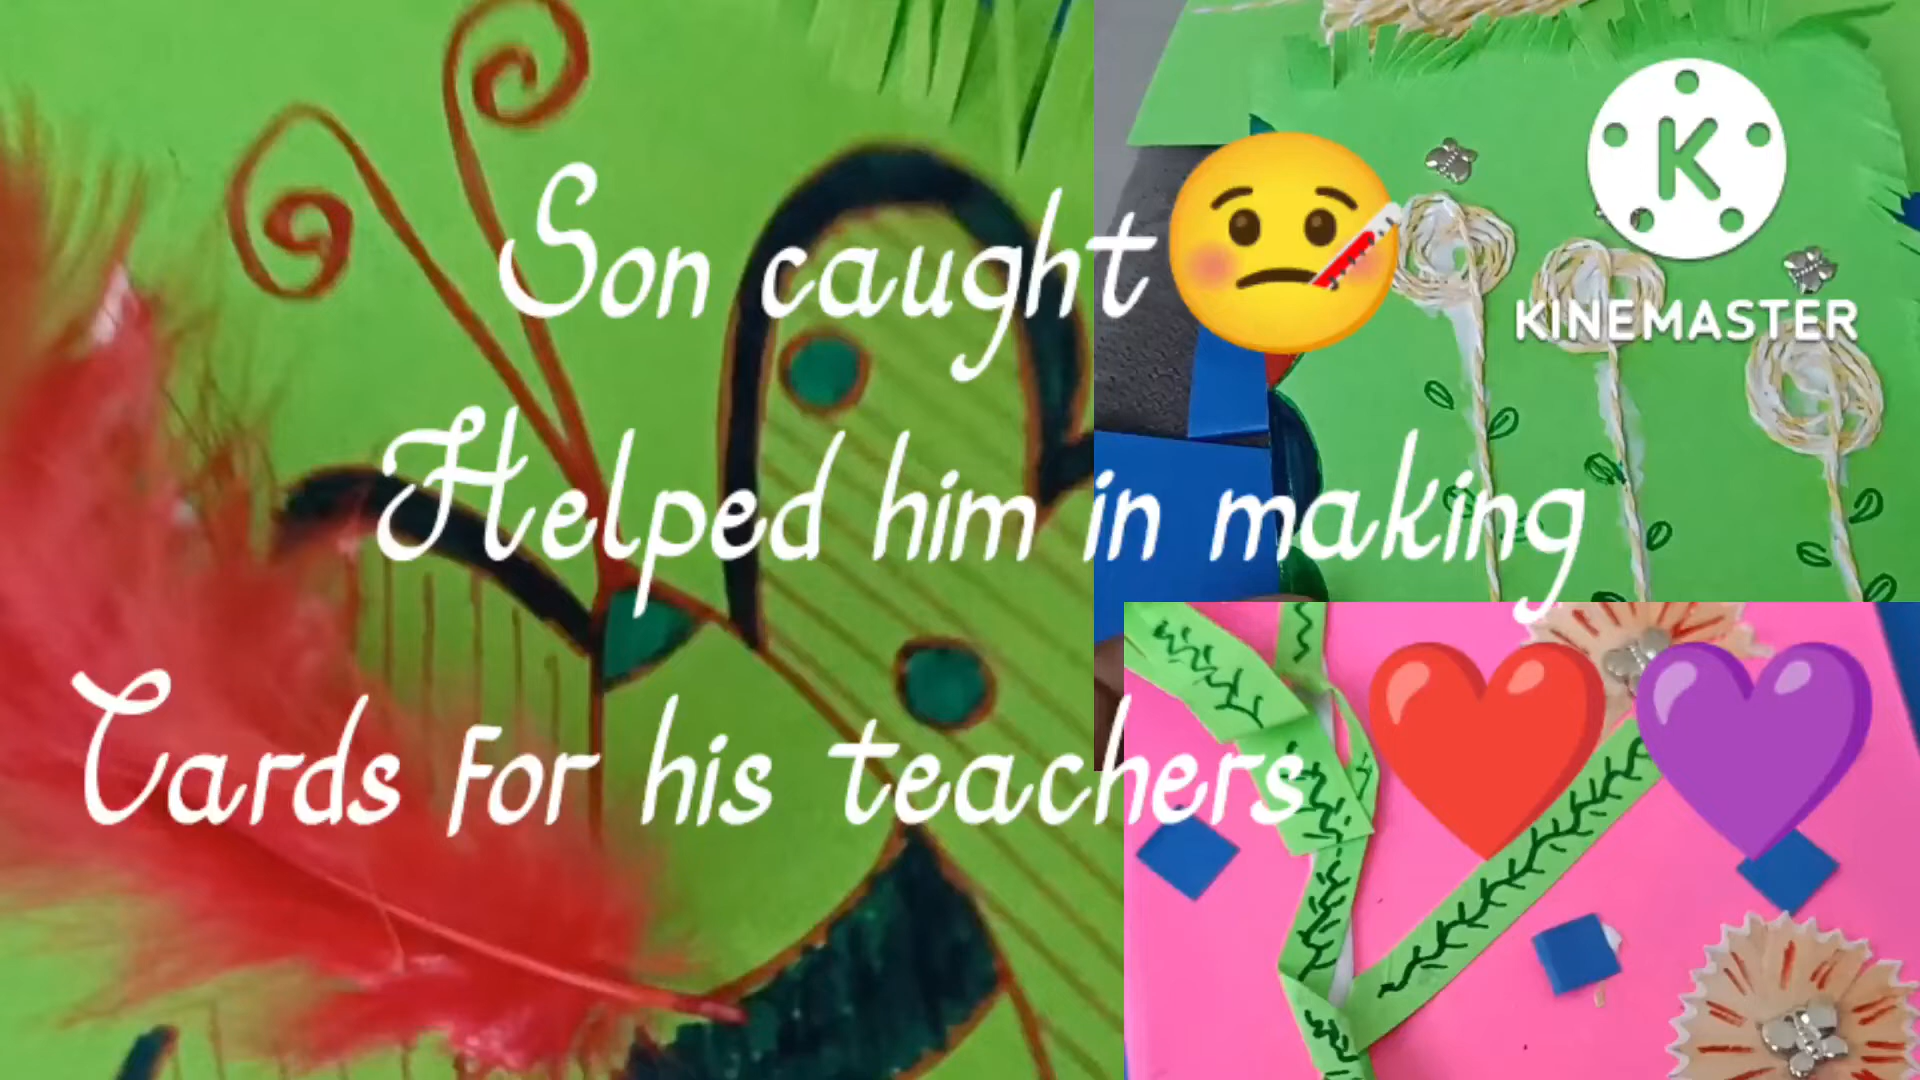 Son caught 🤒
K
KINEMASTER
Helped him in making
Cards For his teachers ❤️💜